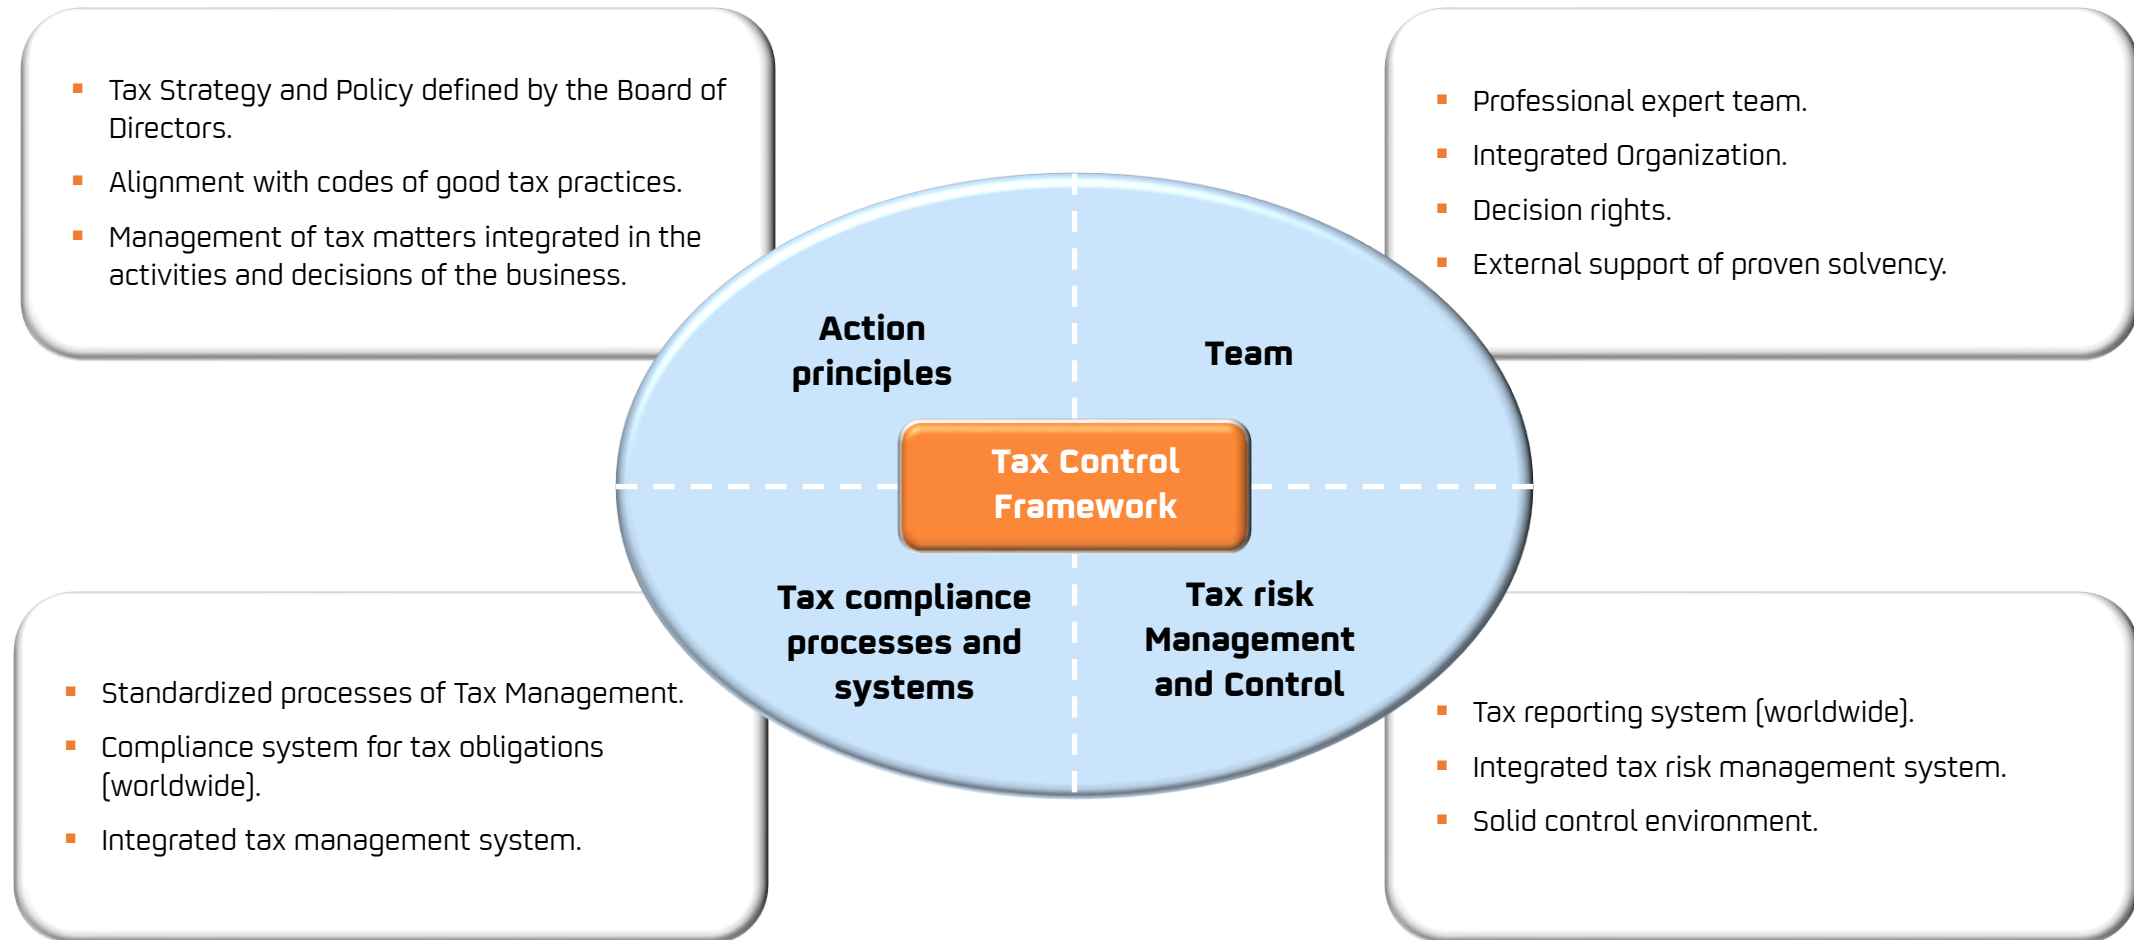 Tax Strategy and Policy defined by the Board of
Directors.
Alignment with codes of good tax practices.
Management of tax matters integrated in the
activities and decisions of the business.
Professional expert team.
Integrated Organization.
Decision rights.
External support of proven solvency.
Action
principles
Team
Tax Control
Framework
Tax compliance
processes and
systems
Tax risk
Management
and Control
Standardized processes of Tax Management.
Compliance system for tax obligations
(worldwide).
Integrated tax management system.
Tax reporting system (worldwide).
Integrated tax risk management system.
Solid control environment.